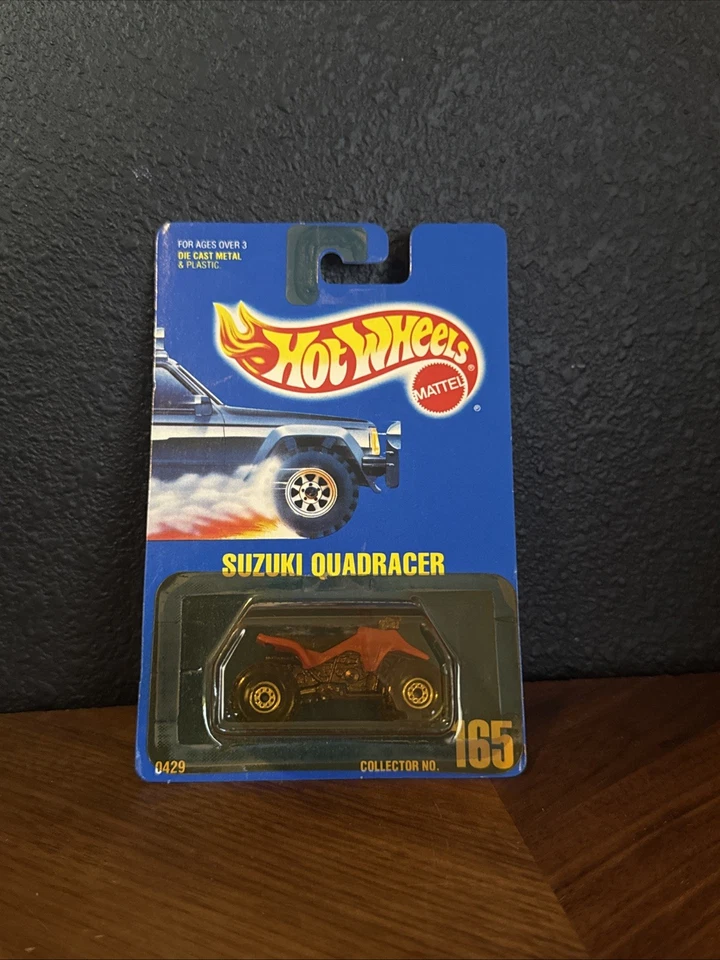 FOR AGES OVER 3
DIE CAST METAL
& PLASTIC.
HOT WHEELS ®
MATTEL
®
SUZUKI QUADRACER
0429
COLLECTOR NO. 165